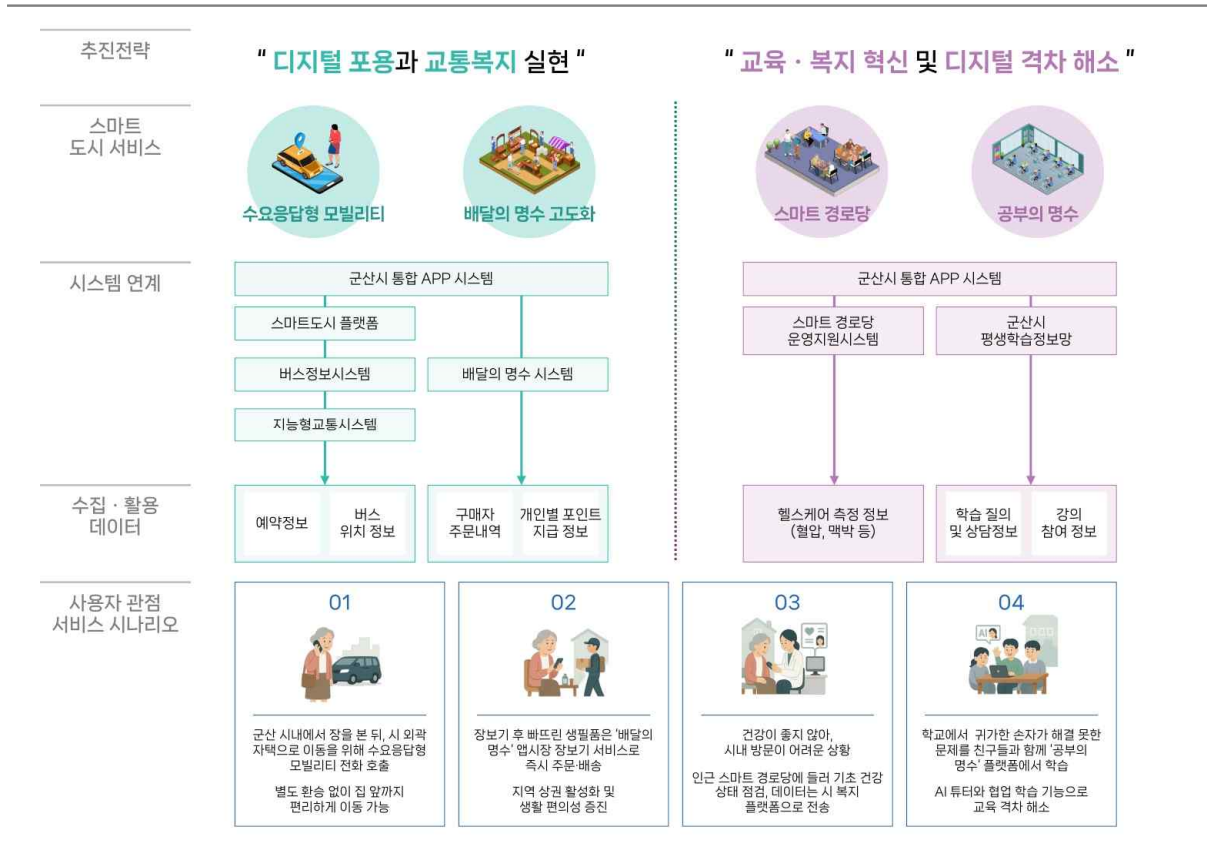 추진전략
" 디지털 포용과 교통복지 실현 "
" 교육 · 복지 혁신 및 디지털 격차 해소 "
스마트
도시 서비스
수요응답형 모빌리티
배달의 명수 고도화
스마트 경로당
공부의 명수
시스템 연계
군산시 통합 APP 시스템
스마트도시 플랫폼
버스정보시스템
배달의 명수 시스템
지능형교통시스템
군산시 통합 APP 시스템
스마트 경로당
운영지원시스템
군산시
평생학습정보망
수집 · 활용
데이터
예약정보
버스
위치 정보
구매자
주문내역
개인별 포인트
지급 정보
헬스케어 측정 정보
(혈압, 맥박 등)
학습 질의
및 상담정보
강의
참여 정보
사용자 관점
서비스 시나리오
01
군산 시내에서 장을 본 뒤, 시 외곽
자택으로 이동을 위해 수요응답형
모빌리티 전화 호출
별도 환승 없이 집 앞까지
편리하게 이동 가능
02
장보기 후 빠뜨린 생필품은 '배달의
명수' 앱시장 장보기 서비스로
즉시 주문·배송
지역 상권 활성화 및
생활 편의성 증진
03
건강이 좋지 않아,
시내 방문이 어려운 상황
인근 스마트 경로당에 들러 기초 건강
상태 점검, 데이터는 시 복지
플랫폼으로 전송
04
AI
학교에서 귀가한 손자가 해결 못한
문제를 친구들과 함께 '공부의
명수' 플랫폼에서 학습
AI 튜터와 협업 학습 기능으로
교육 격차 해소